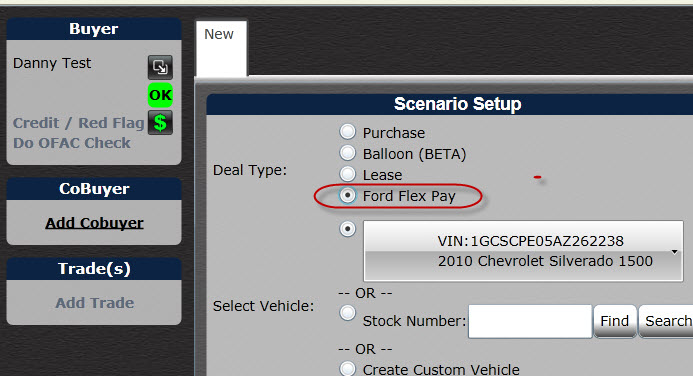 Buyer
Danny Test
OK
Credit / Red Flag $
Do OFAC Check
CoBuyer
Add Cobuyer
Trade(s)
Add Trade
New
Scenario Setup
Deal Type:
Purchase
Balloon (BETA)
Lease
Ford Flex Pay
Select Vehicle:
VIN:1GCSCPE05AZ262238
2010 Chevrolet Silverado 1500
-- OR --
Stock Number: Find Search
-- OR --
Create Custom Vehicle